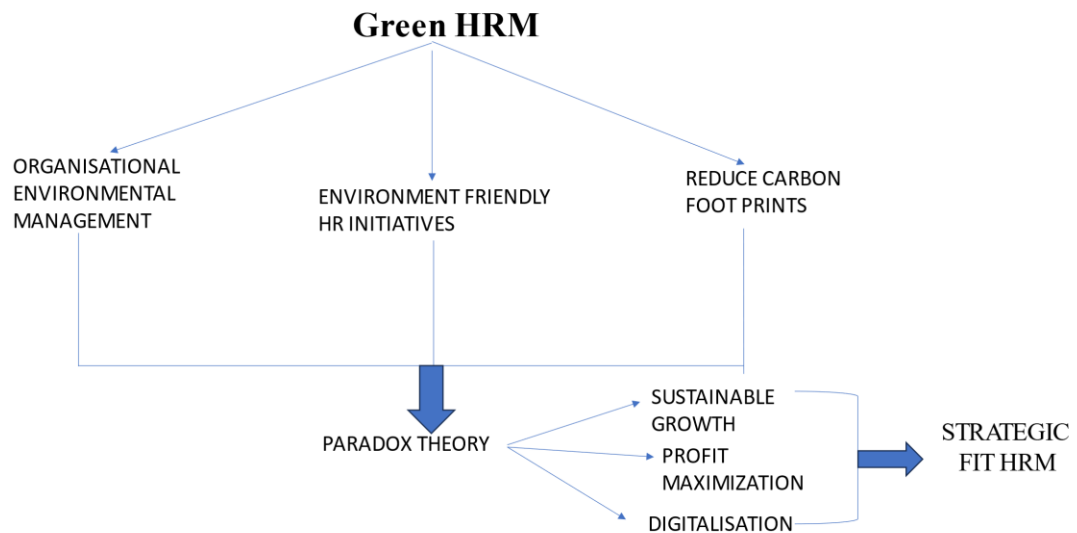 Green HRM
ORGANISATIONAL
ENVIRONMENTAL
MANAGEMENT
ENVIRONMENT FRIENDLY
HR INITIATIVES
REDUCE CARBON
FOOT PRINTS
PARADOX THEORY
SUSTAINABLE
GROWTH
PROFIT
MAXIMIZATION
DIGITALISATION
STRATEGIC
FIT HRM